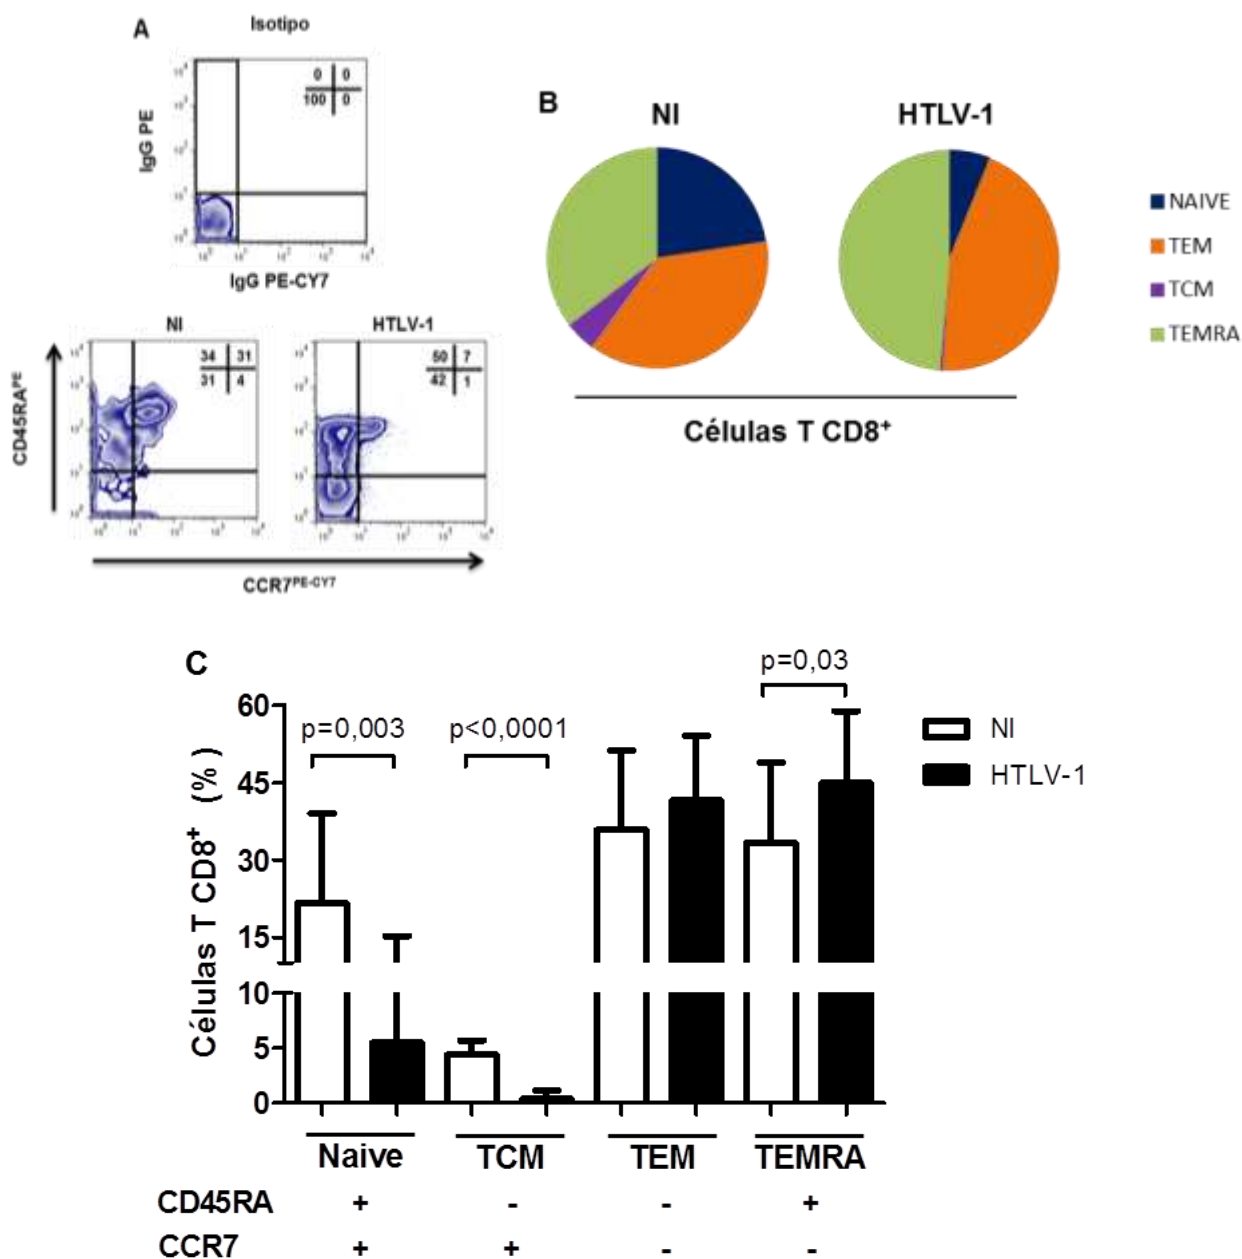 A
Isotipo
0 0
100 0
IgG PE
IgG PE-CY7
NI
HTLV-1
34 31
31 4
50 7
42 1
CD45RA^PE
CCR7^PE-CY7
B
NI
HTLV-1
NAIVE
TEM
TCM
TEMRA
Células T CD8⁺
C
p=0,003
p<0,0001
p=0,03
NI
HTLV-1
Células T CD8⁺ (%)
60
45
30
15
10
5
0
Naive TCM TEM TEMRA
CD45RA + - - +
CCR7 + + - -